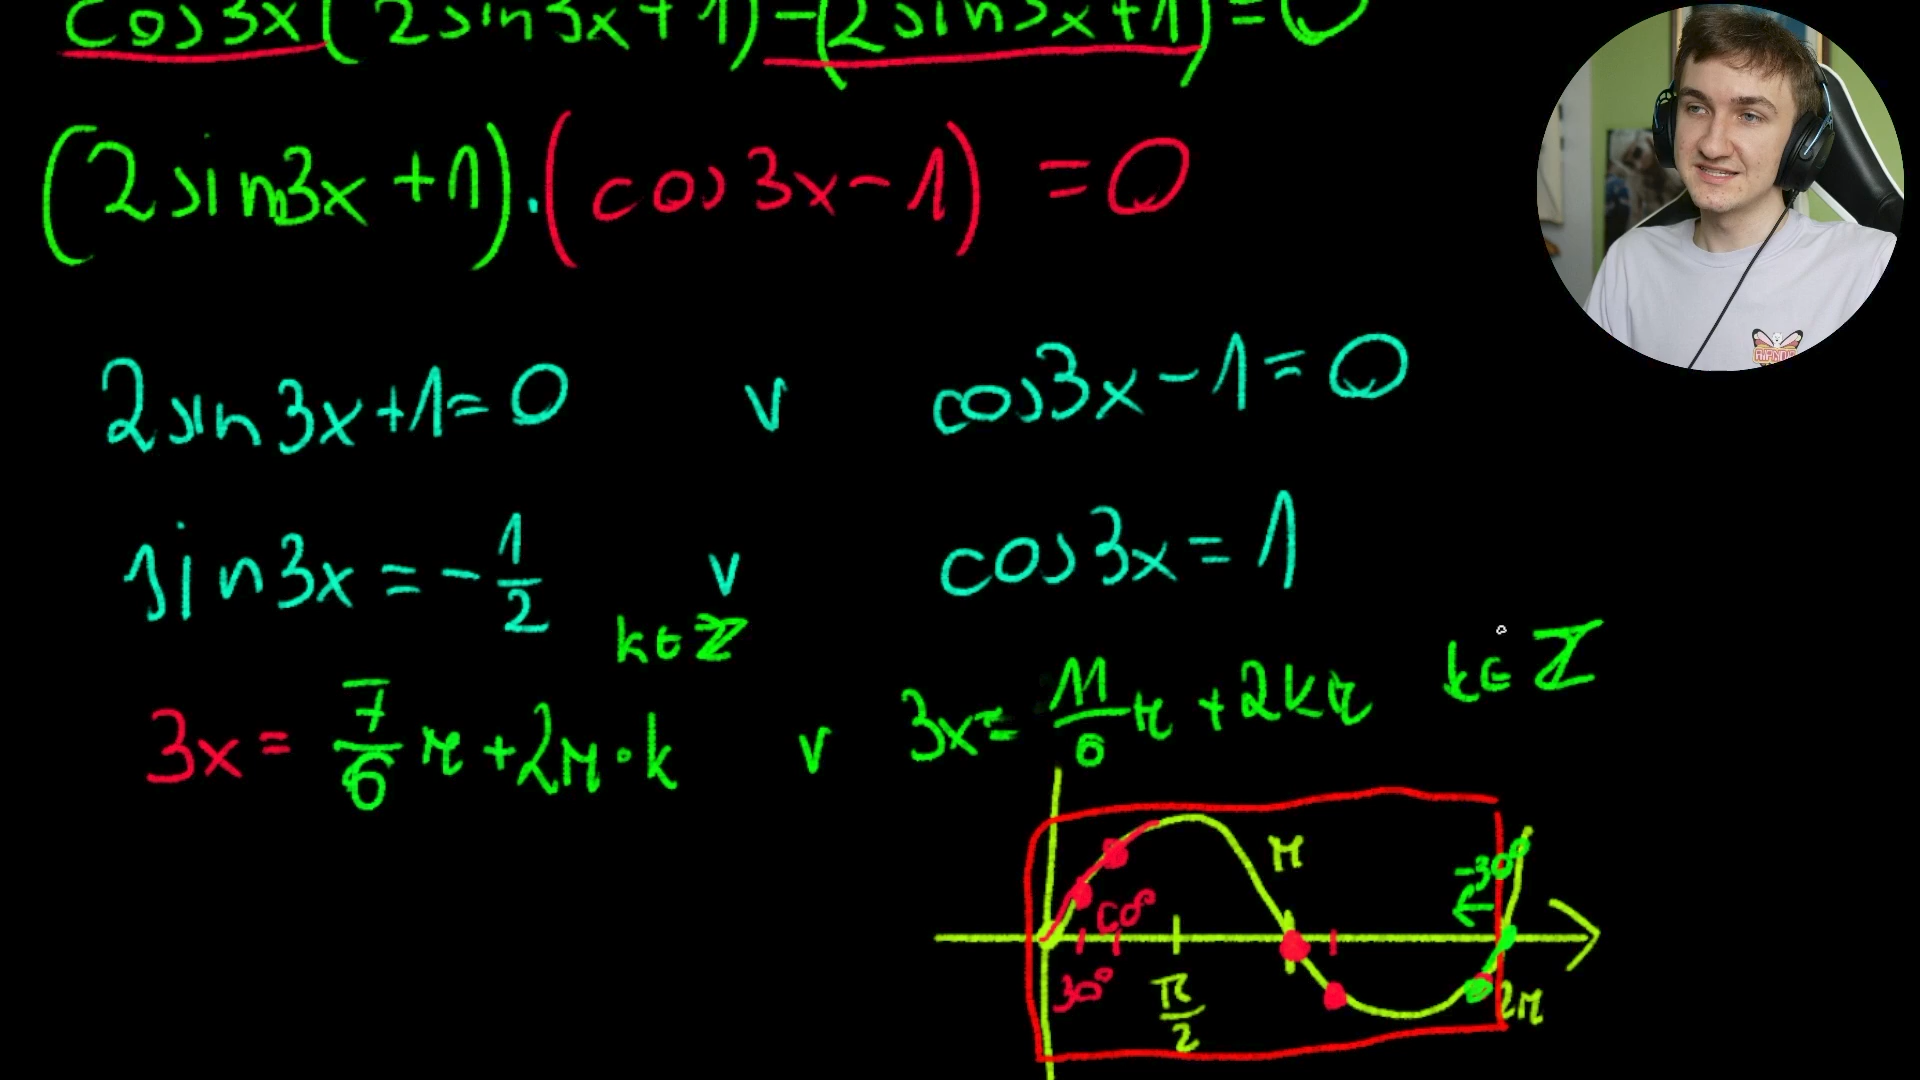 cos3x(2sin3x+1)-(2sin3x+1)=0
(2sin3x+1)·(cos3x-1)=0
2sin3x+1=0 v cos3x-1=0
sin3x=-1/2 v cos3x=1
k∈Z k∈Z
3x=7/6π+2π·k v 3x=11/6π+2kπ
π -30°
60°
30° π/2 2π